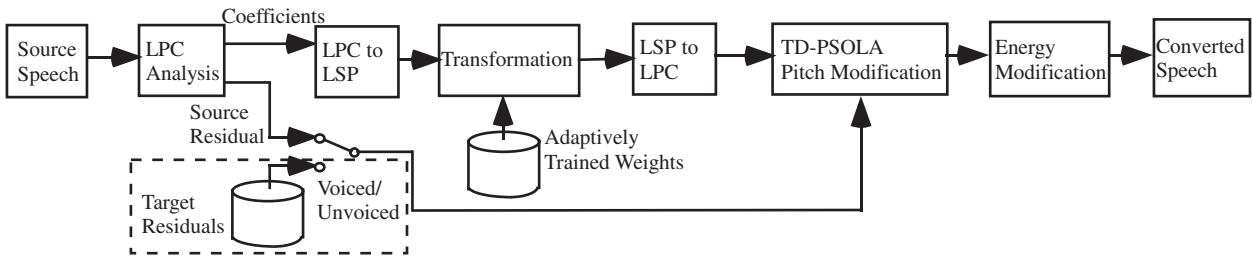 Coefficients
Source
Speech
LPC
Analysis
LPC to
LSP
Transformation
LSP to
LPC
TD-PSOLA
Pitch Modification
Energy
Modification
Converted
Speech
Source
Residual
Adaptively
Trained Weights
Target
Residuals
Voiced/
Unvoiced